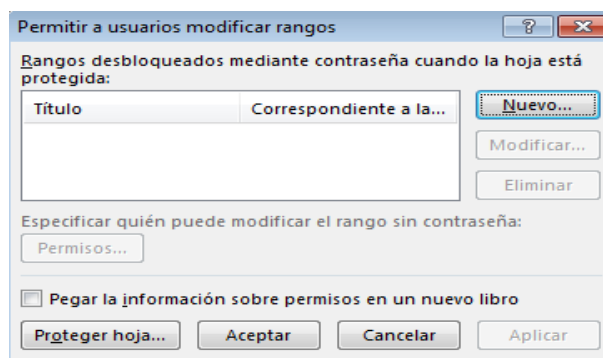 Permitir a usuarios modificar rangos
Rangos desbloqueados mediante contraseña cuando la hoja está
protegida:
Título Correspondiente a la...
Nuevo...
Modificar...
Eliminar
Especificar quién puede modificar el rango sin contraseña:
Permisos...
Pegar la información sobre permisos en un nuevo libro
Proteger hoja... Aceptar Cancelar Aplicar